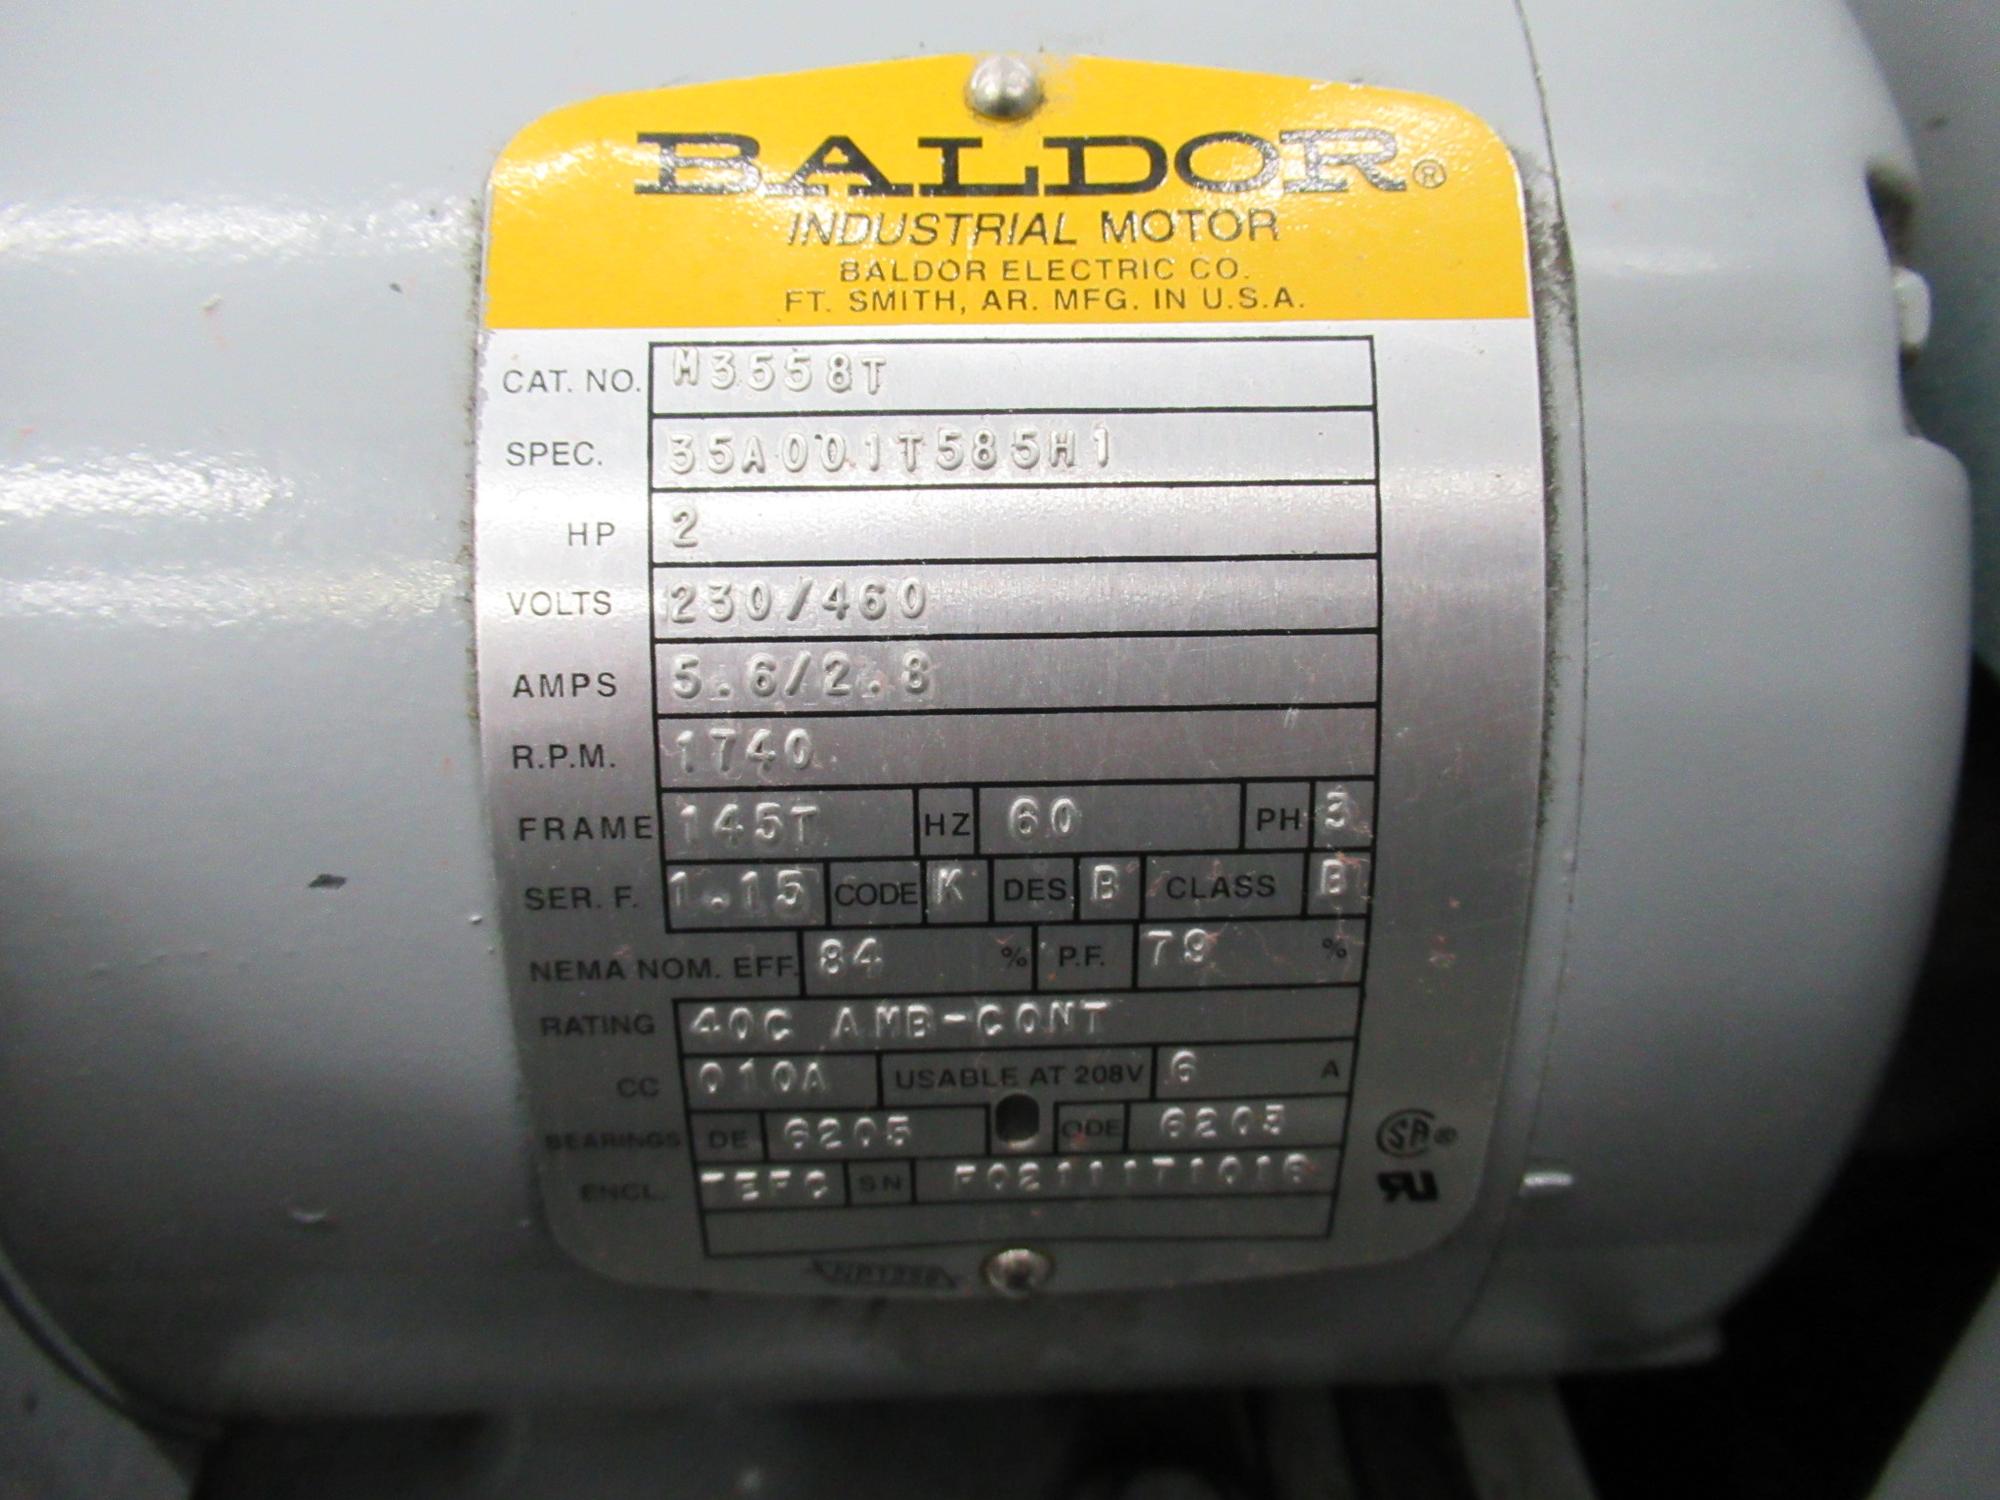 BALDOR®
INDUSTRIAL MOTOR
BALDOR ELECTRIC CO.
FT. SMITH, AR. MFG. IN U.S.A.
CAT. NO. M3558T
SPEC. 35A001T585H1
HP 2
VOLTS 230/460
AMPS 5.6/2.8
R.P.M. 1740
FRAME 145T HZ 60 PH 3
SER. F. 1.15 CODE K DES B CLASS B
NEMA NOM. EFF. 84 % P.F. 79 %
RATING 40C AMB-CONT
CC 010A USABLE AT 208V 6 A
BEARINGS DE 6205 ODE 6203
ENCL. TEFC SN F0211171016
SA®